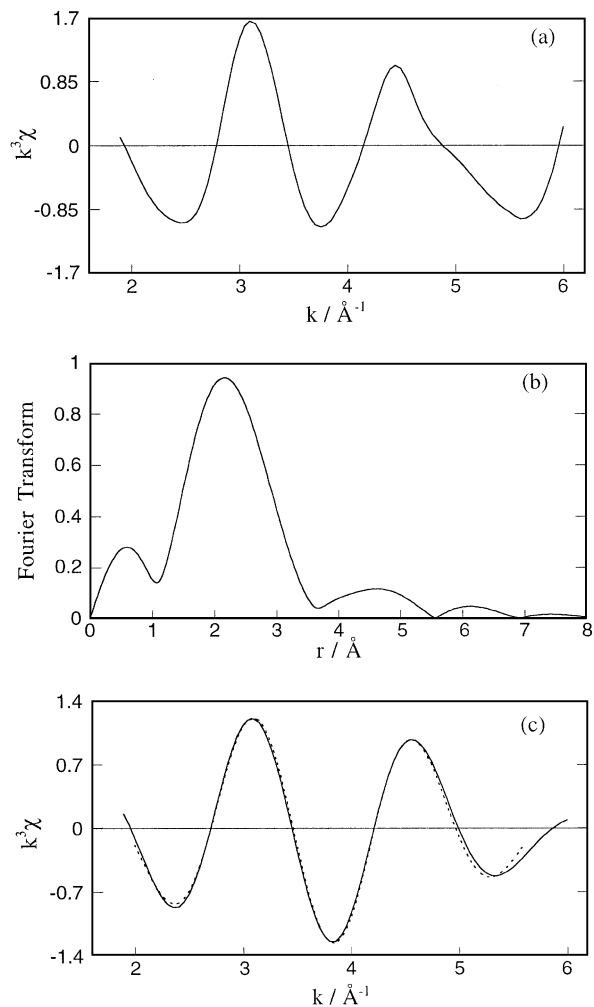 (a)
1.7
0.85
0
-0.85
-1.7
k³χ
2 3 4 5 6
k / Å⁻¹
(b)
1
0.8
0.6
0.4
0.2
0
Fourier Transform
0 1 2 3 4 5 6 7 8
r / Å
(c)
1.4
0.7
0
-0.7
-1.4
k³χ
2 3 4 5 6
k / Å⁻¹